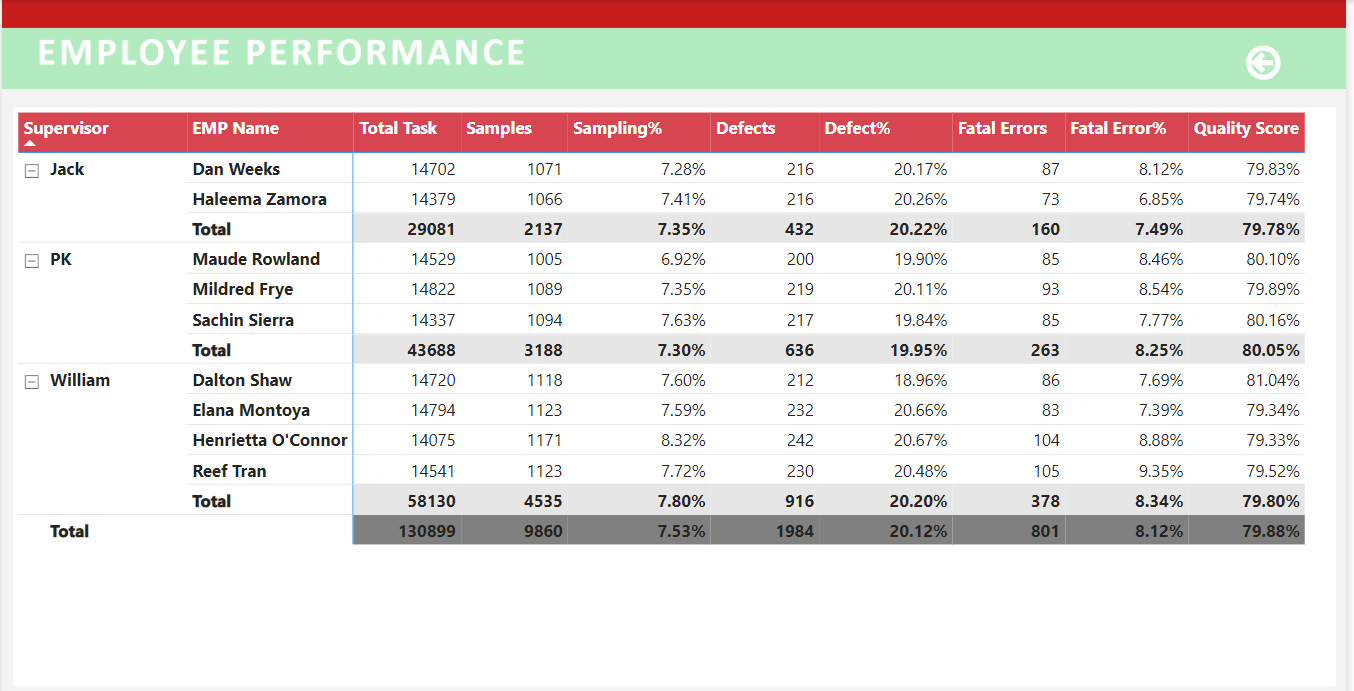 EMPLOYEE PERFORMANCE
Supervisor EMP Name Total Task Samples Sampling% Defects Defect% Fatal Errors Fatal Error% Quality Score
Jack Dan Weeks 14702 1071 7.28% 216 20.17% 87 8.12% 79.83%
Haleema Zamora 14379 1066 7.41% 216 20.26% 73 6.85% 79.74%
Total 29081 2137 7.35% 432 20.22% 160 7.49% 79.78%
PK Maude Rowland 14529 1005 6.92% 200 19.90% 85 8.46% 80.10%
Mildred Frye 14822 1089 7.35% 219 20.11% 93 8.54% 79.89%
Sachin Sierra 14337 1094 7.63% 217 19.84% 85 7.77% 80.16%
Total 43688 3188 7.30% 636 19.95% 263 8.25% 80.05%
William Dalton Shaw 14720 1118 7.60% 212 18.96% 86 7.69% 81.04%
Elana Montoya 14794 1123 7.59% 232 20.66% 83 7.39% 79.34%
Henrietta O'Connor 14075 1171 8.32% 242 20.67% 104 8.88% 79.33%
Reef Tran 14541 1123 7.72% 230 20.48% 105 9.35% 79.52%
Total 58130 4535 7.80% 916 20.20% 378 8.34% 79.80%
Total 130899 9860 7.53% 1984 20.12% 801 8.12% 79.88%